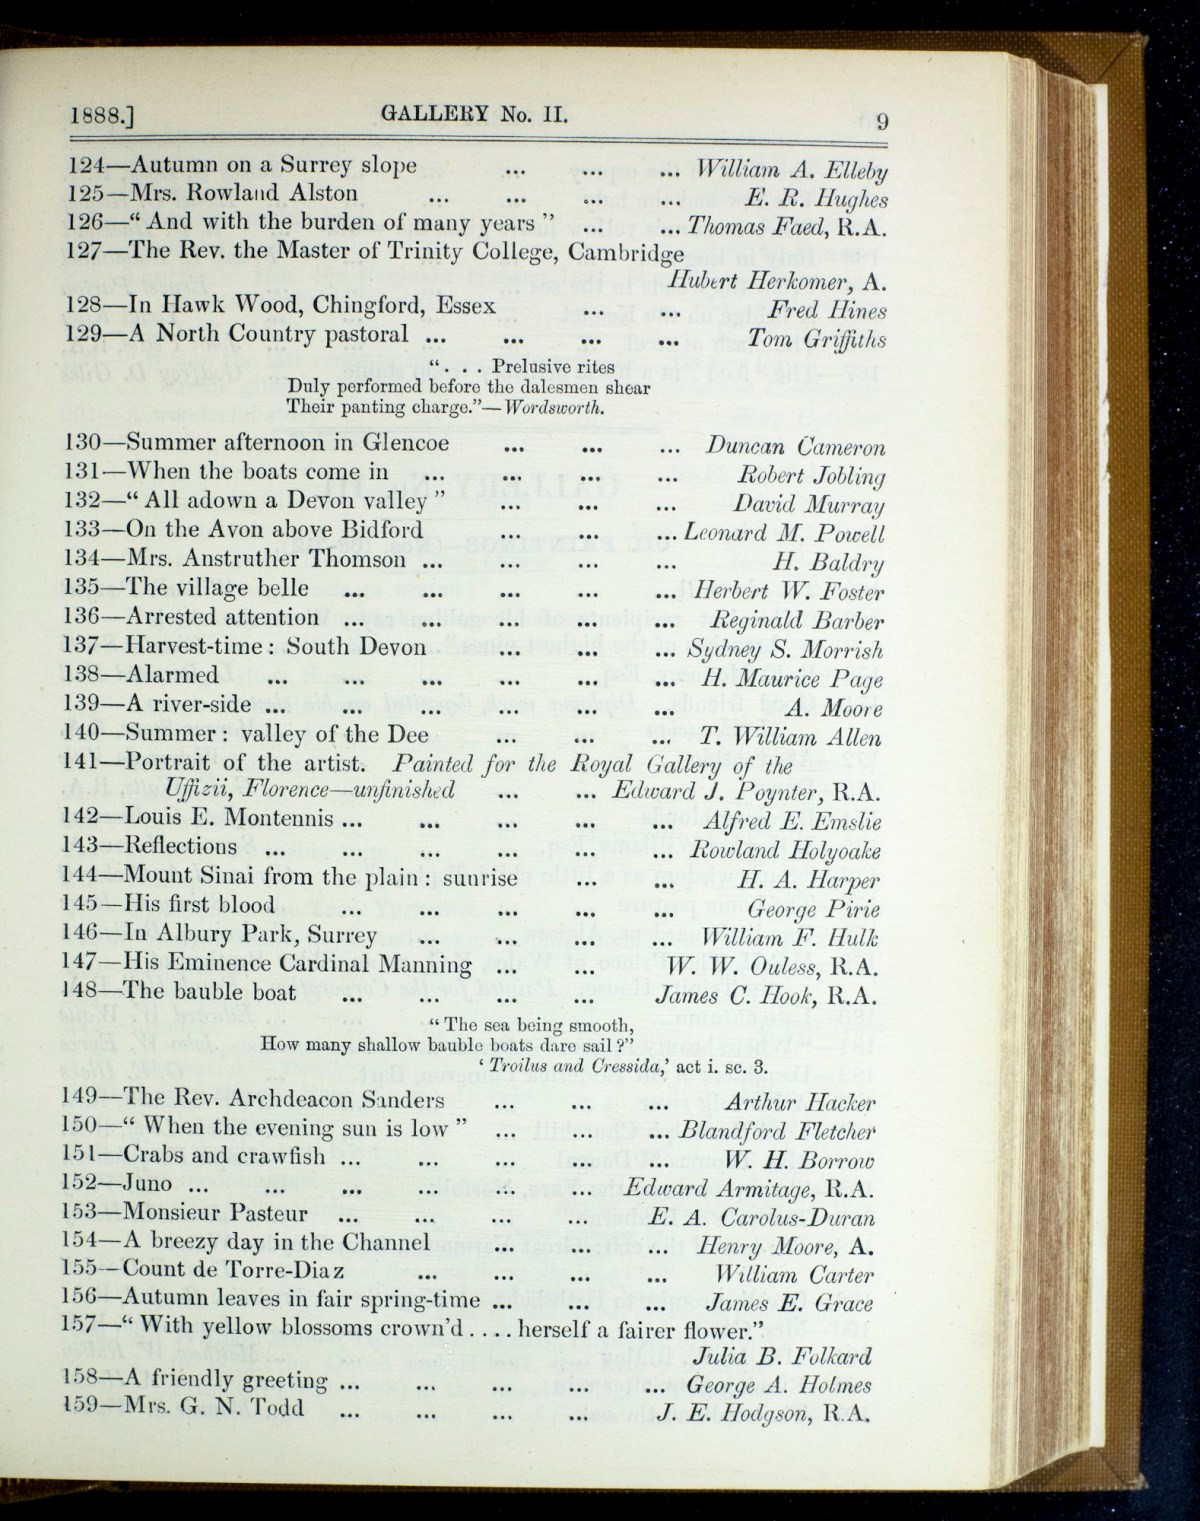 1888.] GALLERY No. II. 9
124—Autumn on a Surrey slope ... ... ... William A. Elleby
125—Mrs. Rowland Alston ... ... ... E. R. Hughes
126—“ And with the burden of many years ” ... ... Thomas Faed, R.A.
127—The Rev. the Master of Trinity College, Cambridge
Hubert Herkomer, A.
128—In Hawk Wood, Chingford, Essex ... ... Fred Hines
129—A North Country pastoral ... ... ... ... Tom Griffiths
“ . . . Prelusive rites
Duly performed before the dalesmen shear
Their panting charge.”—Wordsworth.
130—Summer afternoon in Glencoe ... ... ... Duncan Cameron
131—When the boats come in ... ... ... ... Robert Jobling
132—“ All adown a Devon valley ” ... ... ... David Murray
133—On the Avon above Bidford ... ... ... Leonard M. Powell
134—Mrs. Anstruther Thomson ... ... ... ... H. Baldry
135—The village belle ... ... ... ... ... Herbert W. Foster
136—Arrested attention ... ... ... ... ... Reginald Barber
137—Harvest-time : South Devon ... ... ... Sydney S. Morrish
138—Alarmed ... ... ... ... ... ... H. Maurice Page
139—A river-side ... ... ... ... ... ... A. Moore
140—Summer : valley of the Dee ... ... ... T. William Allen
141—Portrait of the artist. Painted for the Royal Gallery of the
Uffizii, Florence—unfinished ... ... Edward J. Poynter, R.A.
142—Louis E. Montennis ... ... ... ... ... Alfred E. Emslie
143—Reflections ... ... ... ... ... ... Rowland Holyoake
144—Mount Sinai from the plain : sunrise ... ... H. A. Harper
145—His first blood ... ... ... ... ... George Pirie
146—In Albury Park, Surrey ... ... ... ... William F. Hulk
147—His Eminence Cardinal Manning ... ... W. W. Ouless, R.A.
148—The bauble boat ... ... ... ... James C. Hook, R.A.
“ The sea being smooth,
How many shallow bauble boats dare sail ?”
‘ Troilus and Cressida,’ act i. sc. 3.
149—The Rev. Archdeacon Sanders ... ... ... Arthur Hacker
150—“ When the evening sun is low ” ... ... ... Blandford Fletcher
151—Crabs and crawfish ... ... ... ... ... W. H. Borrow
152—Juno ... ... ... ... ... ... Edward Armitage, R.A.
153—Monsieur Pasteur ... ... ... ... E. A. Carolus-Duran
154—A breezy day in the Channel ... ... ... Henry Moore, A.
155—Count de Torre-Diaz ... ... ... ... William Carter
156—Autumn leaves in fair spring-time ... ... ... James E. Grace
157—“ With yellow blossoms crown’d . . . . herself a fairer flower.”
Julia B. Folkard
158—A friendly greeting ... ... ... ... ... George A. Holmes
159—Mrs. G. N. Todd ... ... ... ... J. E. Hodgson, R.A.